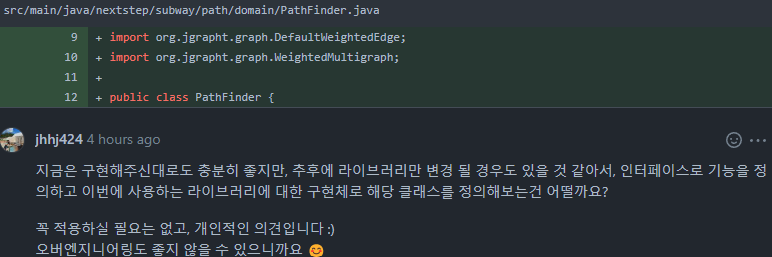 src/main/java/nextstep/subway/path/domain/PathFinder.java
9 + import org.jgrapht.graph.DefaultWeightedEdge;
10 + import org.jgrapht.graph.WeightedMultigraph;
11 +
12 + public class PathFinder {
jhhj424 4 hours ago
지금은 구현해주신대로도 충분히 좋지만, 추후에 라이브러리만 변경 될 경우도 있을 것 같아서, 인터페이스로 기능을 정
의하고 이번에 사용하는 라이브러리에 대한 구현체로 해당 클래스를 정의해보는건 어떨까요?
꼭 적용하실 필요는 없고, 개인적인 의견입니다 :)
오버엔지니어링도 좋지 않을 수 있으니까요 😊